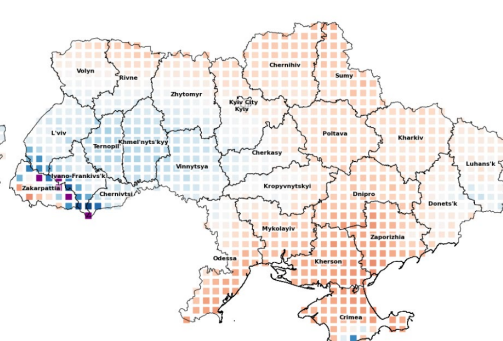 Volyn
Rivne
Chernihiv
Sumy
Zhytomyr
Kyiv City
Kyiv
L'viv
Ternopil
Khmel'nyts'kyy
Poltava
Kharkiv
Cherkasy
Vinnytsya
Luhans'k
Ivano-Frankivs'k
Zakarpattia
Chernivtsi
Kropyvnytskyi
Dnipro
Donets'k
Mykolayiv
Zaporizhia
Odessa
Kherson
Crimea